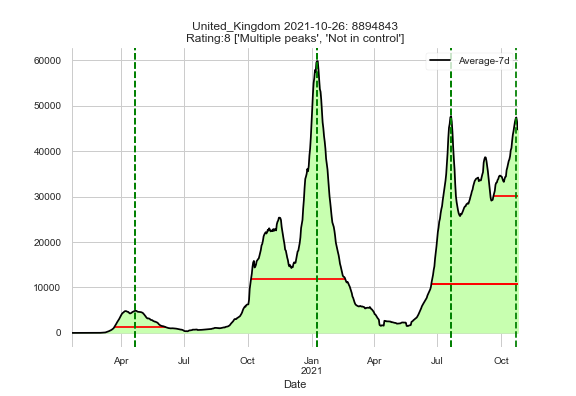 United_Kingdom 2021-10-26: 8894843
Rating:8 ['Multiple peaks', 'Not in control']
Average-7d
60000
50000
40000
30000
20000
10000
0
Apr Jul Oct Jan Apr Jul Oct
2021
Date